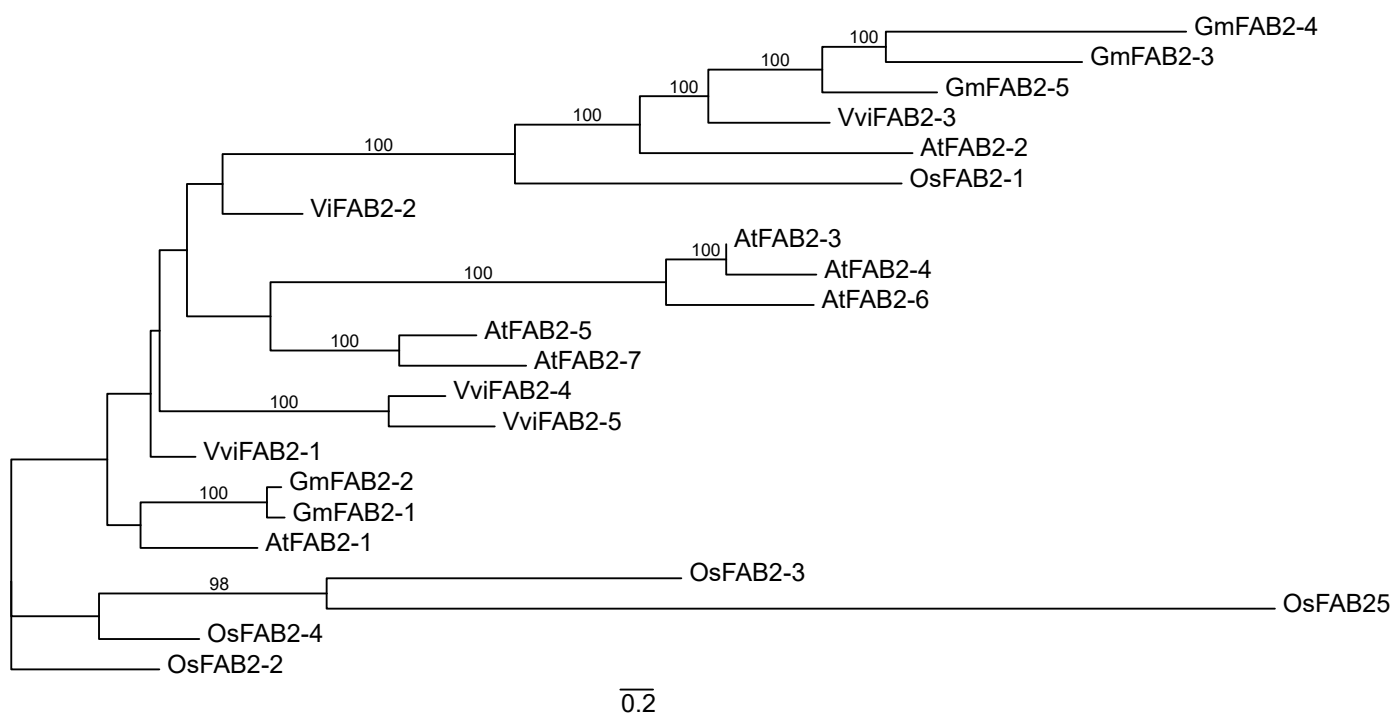 GmFAB2-4
100
GmFAB2-3
100
GmFAB2-5
100
VviFAB2-3
100
AtFAB2-2
100
OsFAB2-1
ViFAB2-2
AtFAB2-3
100
AtFAB2-4
100
AtFAB2-6
AtFAB2-5
100
AtFAB2-7
VviFAB2-4
100
VviFAB2-5
VviFAB2-1
GmFAB2-2
100
GmFAB2-1
AtFAB2-1
OsFAB2-3
98
OsFAB25
OsFAB2-4
OsFAB2-2
0.2